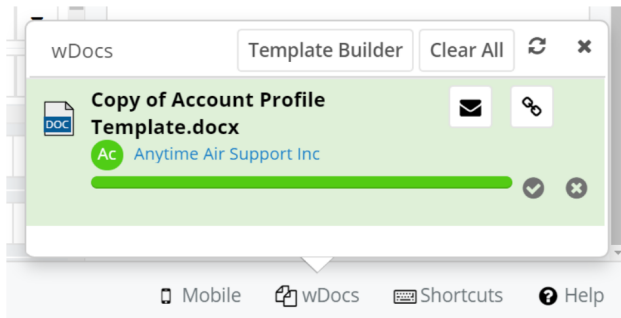 wDocs Template Builder Clear All
Copy of Account Profile
Template.docx
DOC
Ac Anytime Air Support Inc
Mobile wDocs Shortcuts Help